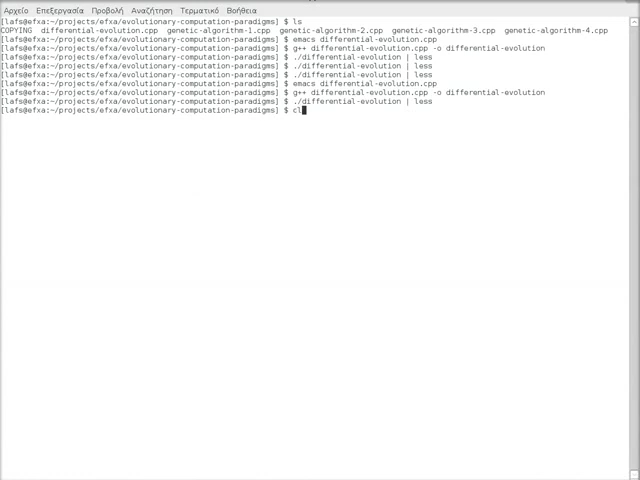 Αρχείο Επεξεργασία Προβολή Αναζήτηση Τερματικό Βοήθεια
[lafs@efxa:~/projects/efxa/evolutionary-computation-paradigms] $ ls
COPYING differential-evolution.cpp genetic-algorithm-1.cpp genetic-algorithm-2.cpp genetic-algorithm-3.cpp genetic-algorithm-4.cpp
[lafs@efxa:~/projects/efxa/evolutionary-computation-paradigms] $ emacs differential-evolution.cpp
[lafs@efxa:~/projects/efxa/evolutionary-computation-paradigms] $ g++ differential-evolution.cpp -o differential-evolution
[lafs@efxa:~/projects/efxa/evolutionary-computation-paradigms] $ ./differential-evolution | less
[lafs@efxa:~/projects/efxa/evolutionary-computation-paradigms] $ ./differential-evolution | less
[lafs@efxa:~/projects/efxa/evolutionary-computation-paradigms] $ ./differential-evolution | less
[lafs@efxa:~/projects/efxa/evolutionary-computation-paradigms] $ emacs differential-evolution.cpp
[lafs@efxa:~/projects/efxa/evolutionary-computation-paradigms] $ g++ differential-evolution.cpp -o differential-evolution
[lafs@efxa:~/projects/efxa/evolutionary-computation-paradigms] $ ./differential-evolution | less
[lafs@efxa:~/projects/efxa/evolutionary-computation-paradigms] $ cl